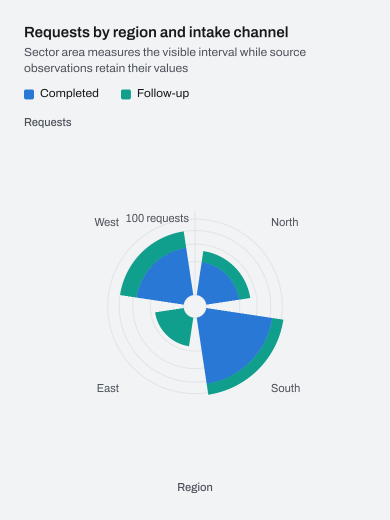 Requests by region and intake channel
Sector area measures the visible interval while source
observations retain their values
Completed
Follow-up
Requests
West
100 requests
North
East
South
Region